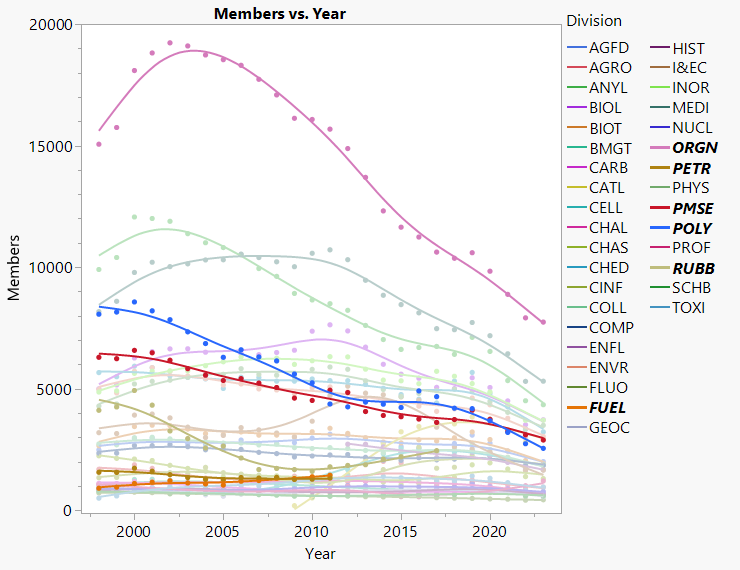 Members vs. Year
Division
20000
15000
10000
5000
0
Members
2000
2005
2010
2015
2020
Year
AGFD
AGRO
ANYL
BIOL
BIOT
BMGT
CARB
CATL
CELL
CHAL
CHAS
CHED
CINF
COLL
COMP
ENFL
ENVR
FLUO
FUEL
GEOC
HIST
I&EC
INOR
MEDI
NUCL
ORGN
PETR
PHYS
PMSE
POLY
PROF
RUBB
SCHB
TOXI